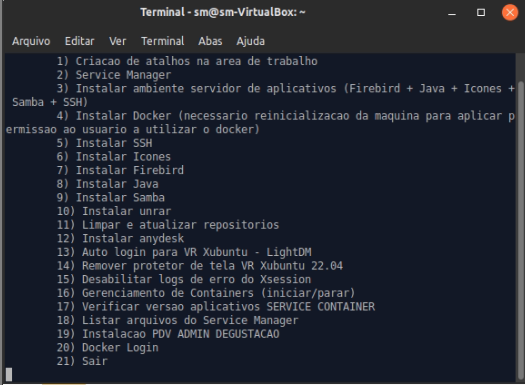 Terminal - sm@sm-VirtualBox: ~
Arquivo Editar Ver Terminal Abas Ajuda
1) Criacao de atalhos na area de trabalho
2) Service Manager
3) Instalar ambiente servidor de aplicativos (Firebird + Java + Icones +
Samba + SSH)
4) Instalar Docker (necessario reinicializacao da maquina para aplicar p
ermissao ao usuario a utilizar o docker)
5) Instalar SSH
6) Instalar Icones
7) Instalar Firebird
8) Instalar Java
9) Instalar Samba
10) Instalar unrar
11) Limpar e atualizar repositorios
12) Instalar anydesk
13) Auto login para VR Xubuntu - LightDM
14) Remover protetor de tela VR Xubuntu 22.04
15) Desabilitar logs de erro do Xsession
16) Gerenciamento de Containers (iniciar/parar)
17) Verificar versao aplicativos SERVICE CONTAINER
18) Listar arquivos do Service Manager
19) Instalacao PDV ADMIN DEGUSTACAO
20) Docker Login
21) Sair